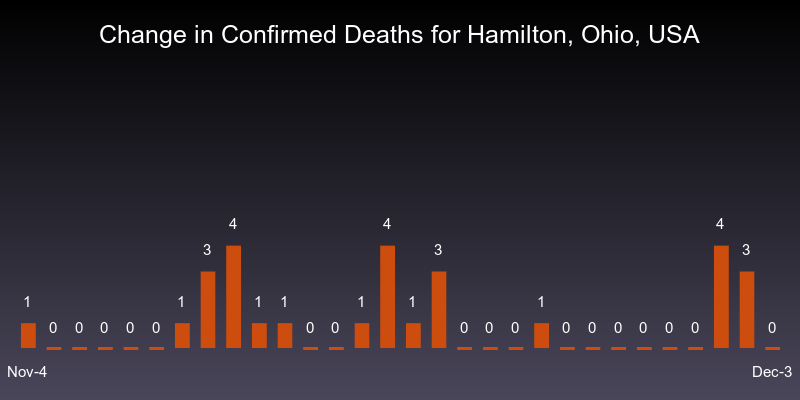 Change in Confirmed Deaths for Hamilton, Ohio, USA
1 0 0 0 0 0 1 3 4 1 1 0 0 1 4 1 3 0 0 0 1 0 0 0 0 0 0 4 3 0
Nov-4 Dec-3